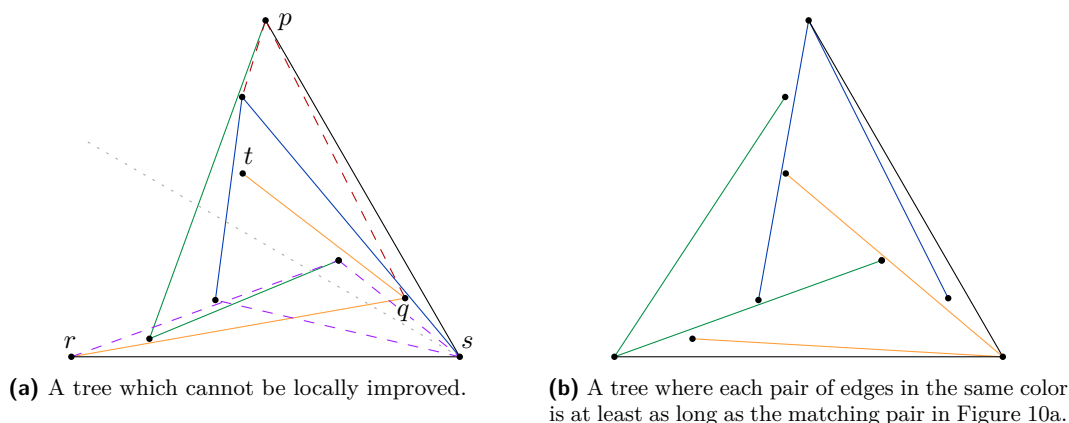 p
t
q
r
s
(a) A tree which cannot be locally improved.
(b) A tree where each pair of edges in the same color
is at least as long as the matching pair in Figure 10a.